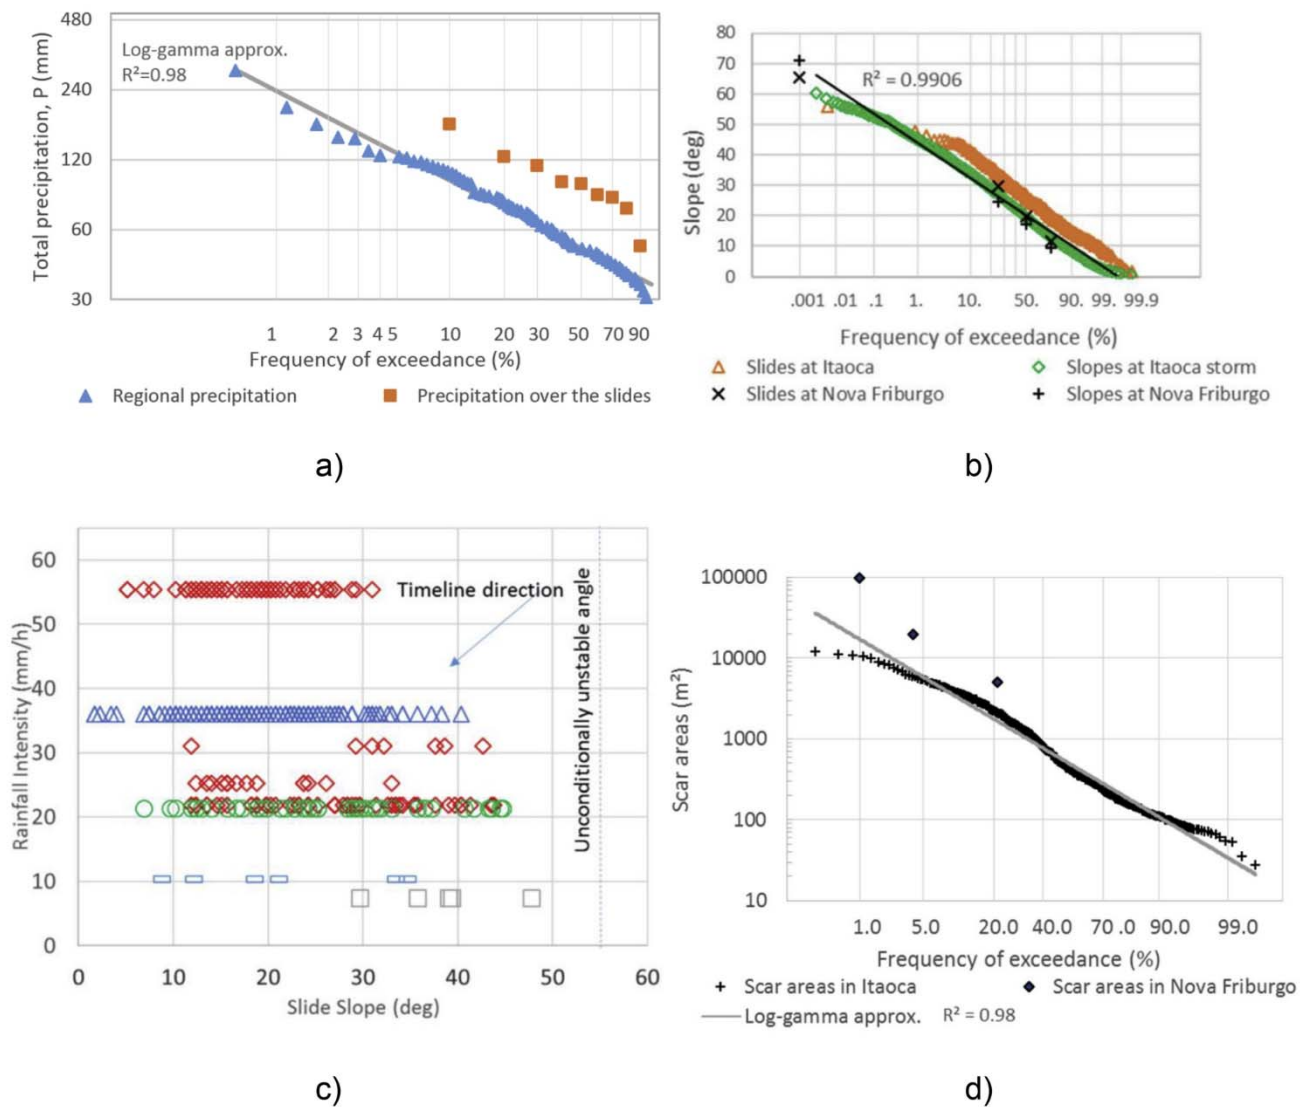 480
240
120
60
30
Total precipitation, P (mm)
Log-gamma approx.
R²=0.98
1 2 3 4 5 10 20 30 50 70 90
Frequency of exceedance (%)
Regional precipitation Precipitation over the slides
a)
80
70
60
50
40
30
20
10
0
Slope (deg)
R² = 0.9906
.001 .01 .1 1. 10. 50. 90. 99. 99.9
Frequency of exceedance (%)
Slides at Itaoca Slopes at Itaoca storm
Slides at Nova Friburgo Slopes at Nova Friburgo
b)
60
50
40
30
20
10
0
Rainfall Intensity (mm/h)
Timeline direction
Unconditionally unstable angle
0 10 20 30 40 50 60
Slide Slope (deg)
c)
100000
10000
1000
100
10
Scar areas (m²)
1.0 5.0 20.0 40.0 70 .0 90.0 99.0
Frequency of exceedance (%)
Scar areas in Itaoca Scar areas in Nova Friburgo
Log-gamma approx. R² = 0.98
d)